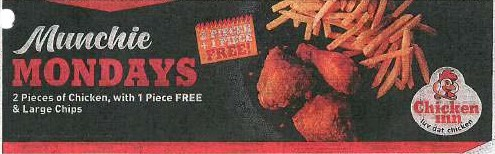 Munchie
MONDAYS
2 Pieces of Chicken, with 1 Piece FREE
& Large Chips
2 PIECES
+ 1 PIECE
FREE!
Chicken
inn
luv dat chicken